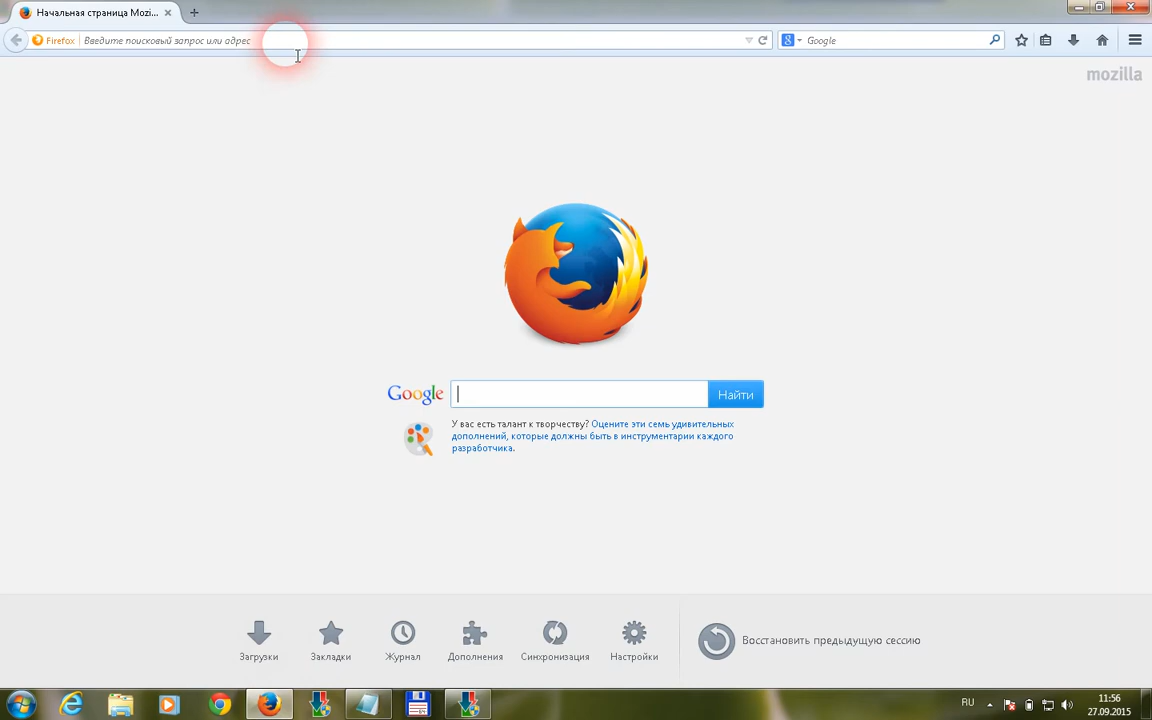 Начальная страница Mozi...
Firefox
Введите поисковый запрос или адрес
Google
mozilla
Google
Найти
У вас есть талант к творчеству? Оцените эти семь удивительных
дополнений, которые должны быть в инструментарии каждого
разработчика.
Загрузки
Закладки
Журнал
Дополнения
Синхронизация
Настройки
Восстановить предыдущую сессию
RU
11:56
27.09.2015